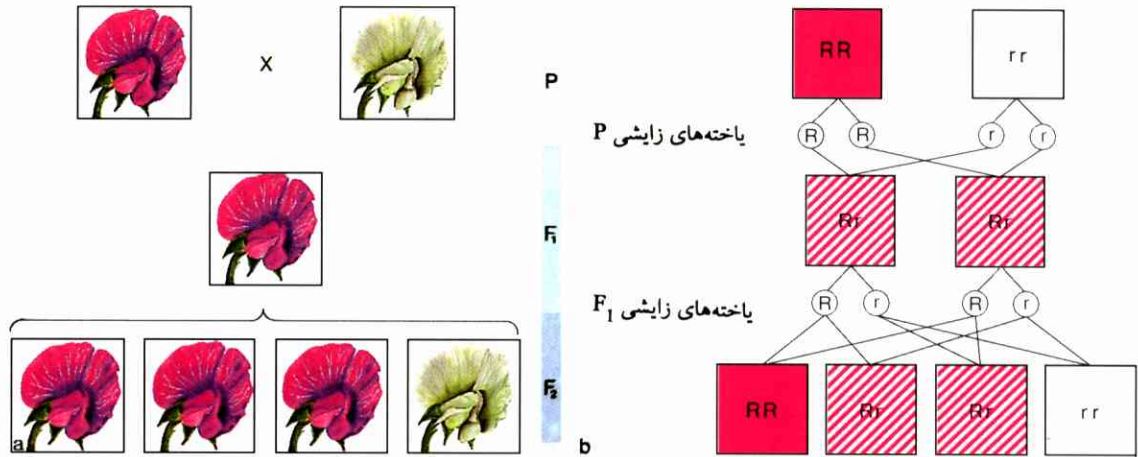 X
P
F₁
F₂
a
b
RR rr
یاخته‌های زایشی P
R R r r
Rr Rr
یاخته‌های زایشی F₁
R r R r
RR Rr Rr rr